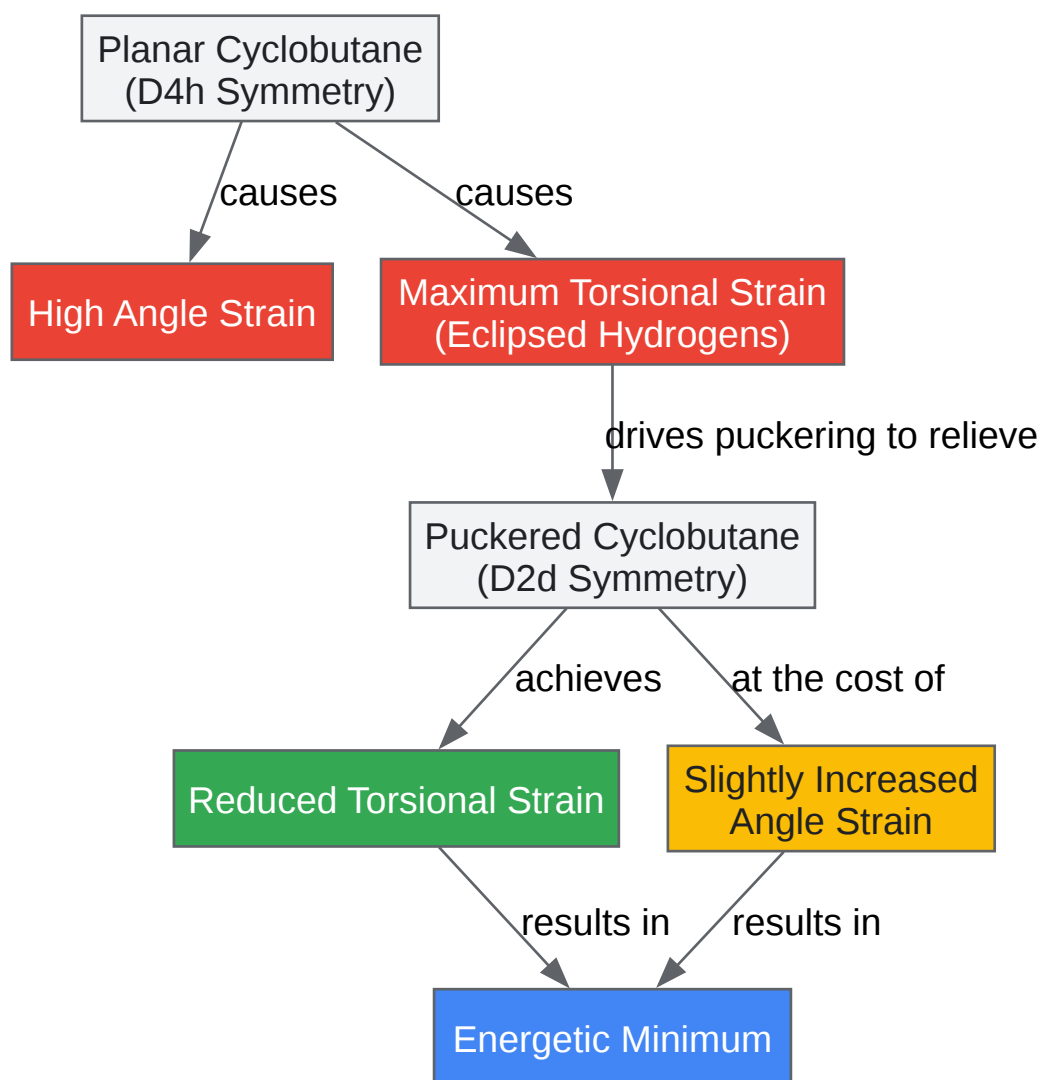 Planar Cyclobutane
(D4h Symmetry)
causes
causes
High Angle Strain
Maximum Torsional Strain
(Eclipsed Hydrogens)
drives puckering to relieve
Puckered Cyclobutane
(D2d Symmetry)
achieves
at the cost of
Reduced Torsional Strain
Slightly Increased
Angle Strain
results in
results in
Energetic Minimum